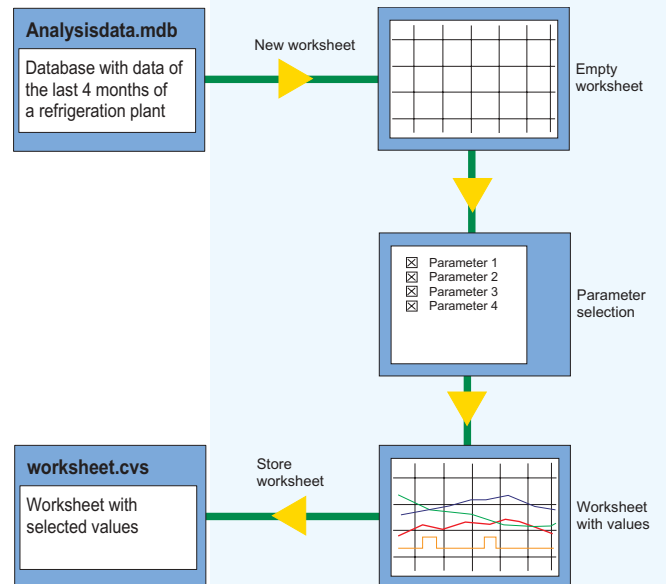 Analysisdata.mdb
Database with data of
the last 4 months of
a refrigeration plant
New worksheet
Empty
worksheet
Parameter 1
Parameter 2
Parameter 3
Parameter 4
Parameter
selection
worksheet.cvs
Worksheet with
selected values
Store
worksheet
Worksheet
with values